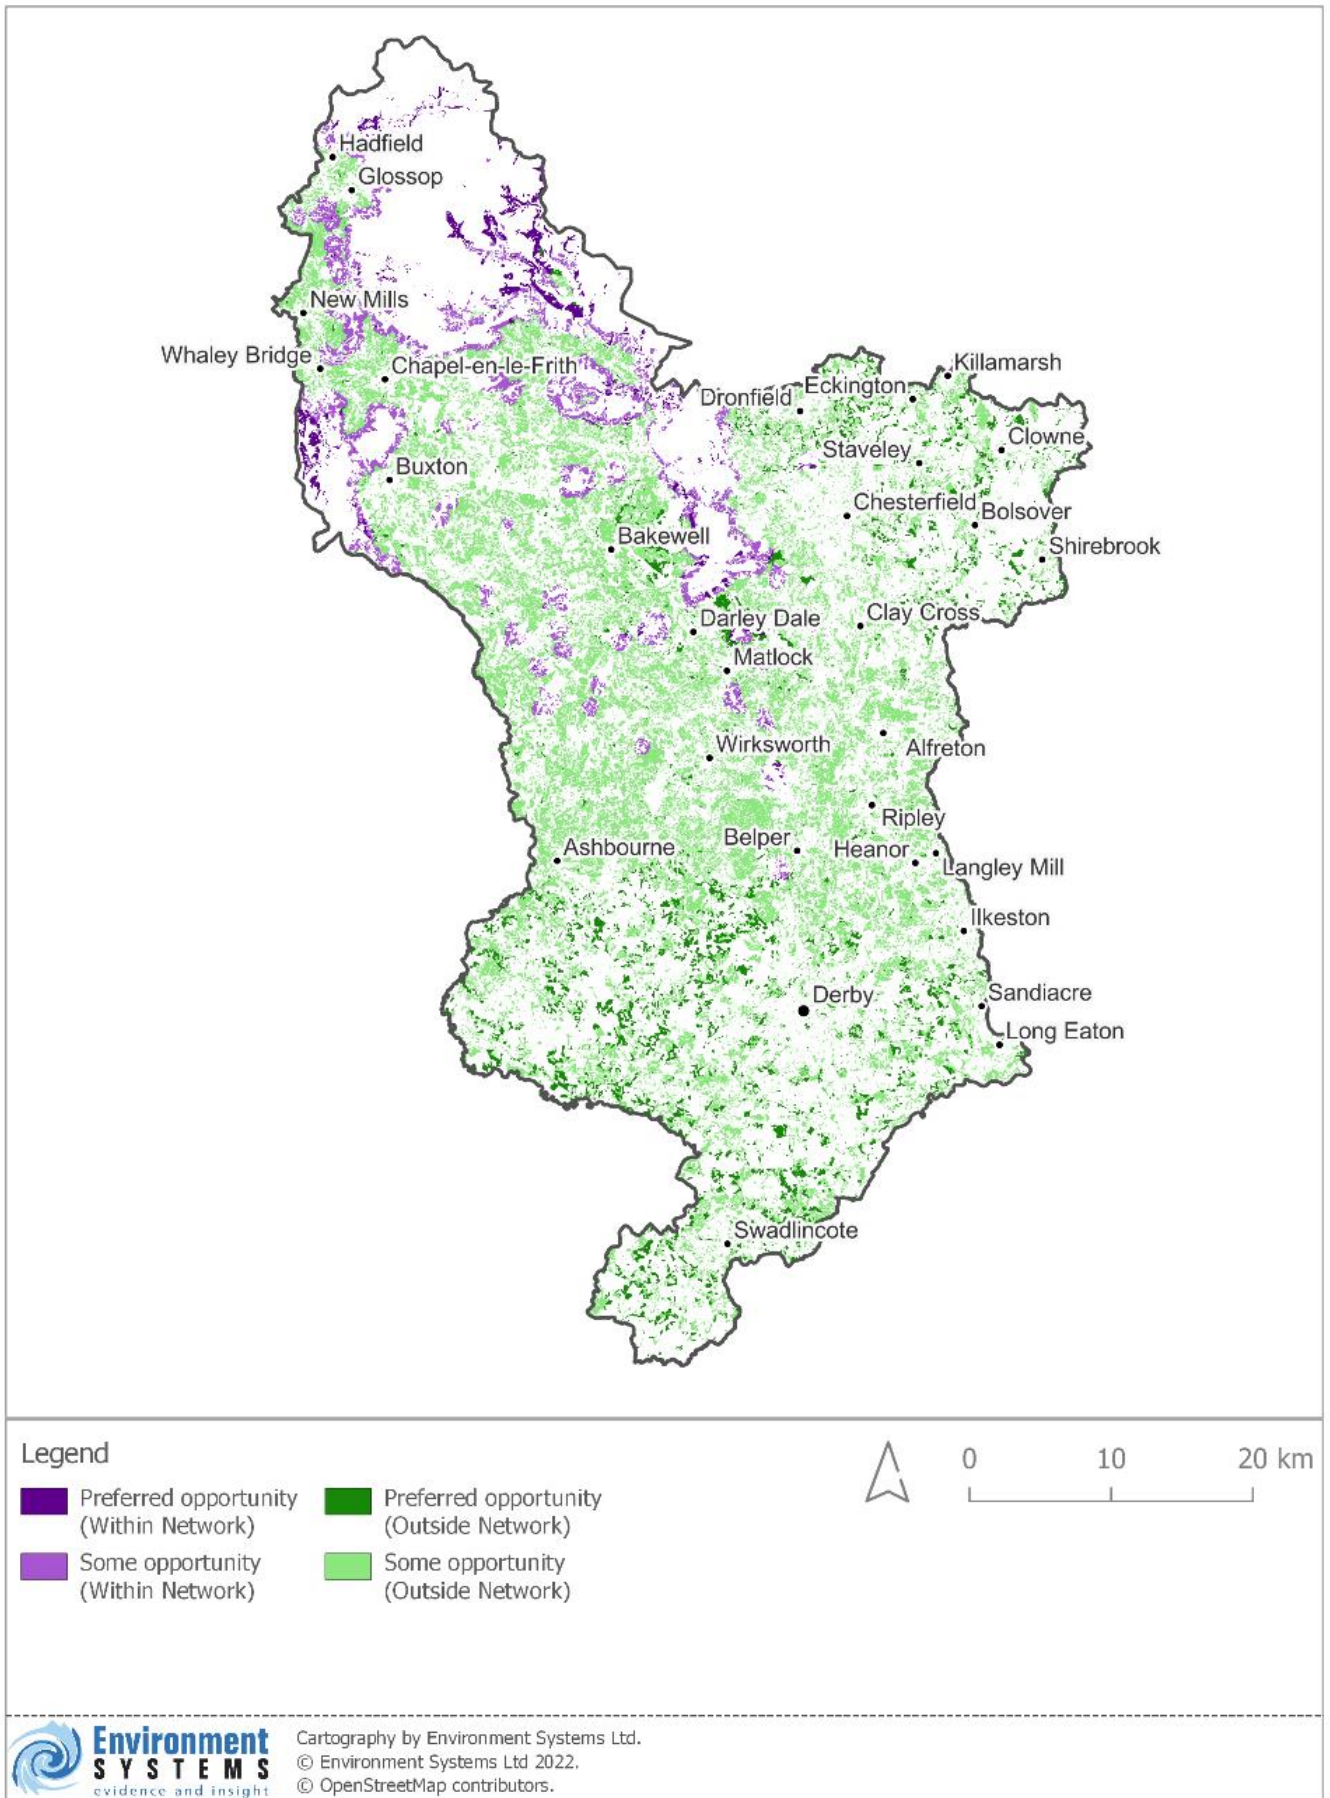 Hadfield
Glossop
New Mills
Whaley Bridge
Chapel-en-le-Frith
Killamarsh
Eckington
Dronfield
Clowne
Staveley
Buxton
Chesterfield
Bolsover
Bakewell
Shirebrook
Darley Dale
Clay Cross
Matlock
Wirksworth
Alfreton
Ripley
Belper
Heanor
Ashbourne
Langley Mill
Ilkeston
Derby
Sandiacre
Long Eaton
Swadlincote
Legend
0 10 20 km
Preferred opportunity
(Within Network)
Preferred opportunity
(Outside Network)
Some opportunity
(Within Network)
Some opportunity
(Outside Network)
Environment
SYSTEMS
evidence and insight
Cartography by Environment Systems Ltd.
© Environment Systems Ltd 2022.
© OpenStreetMap contributors.